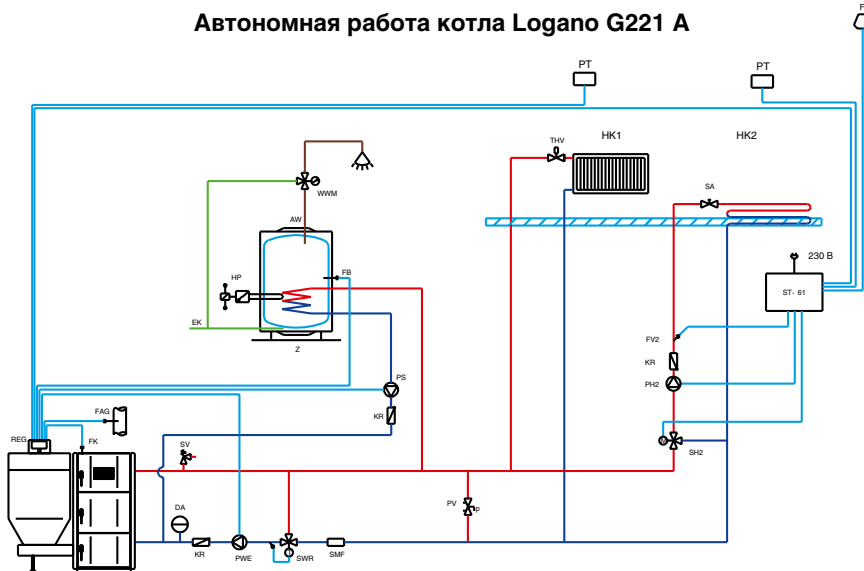 Автономная работа котла Logano G221 A
F
PT
PT
HK1
HK2
THV
WWM
SA
AW
230 В
FB
HP
ST- 61
EK
FV2
Z
KR
PS
PH2
FAG
KR
REG
FK
SV
SH2
M
DA
PV
p
KR
PWE
SWR
SMF